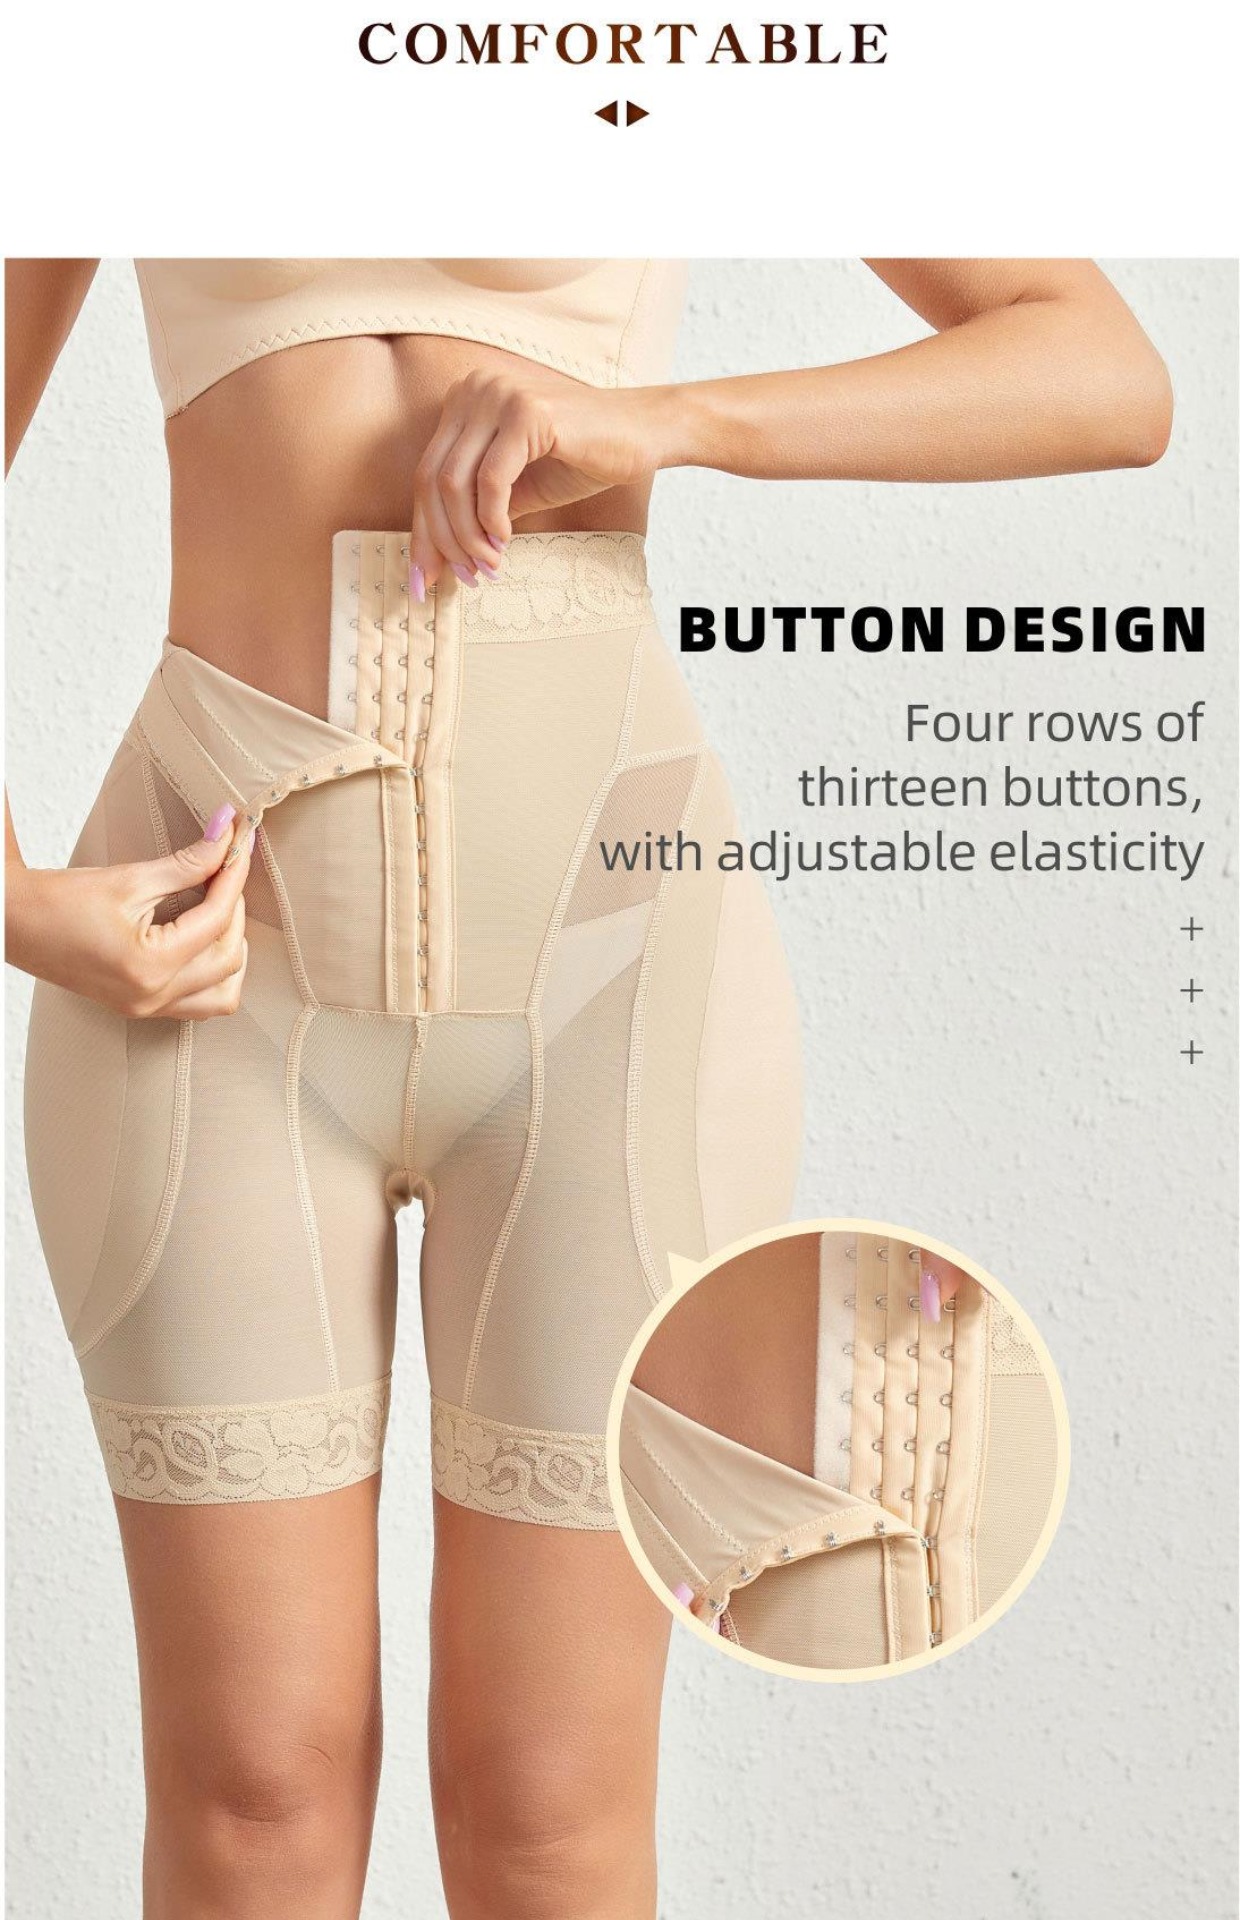 COMFORTABLE
BUTTON DESIGN
Four rows of
thirteen buttons,
with adjustable elasticity
+
+
+